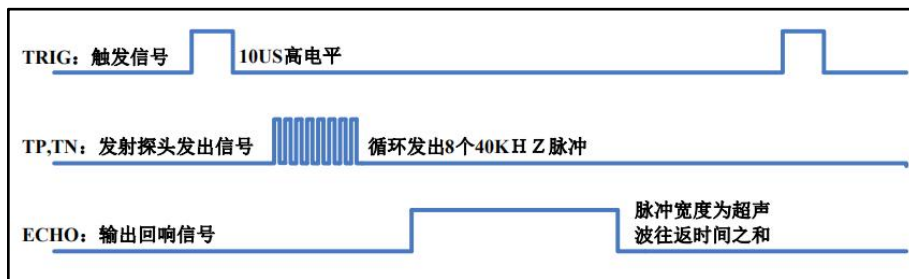 TRIG：触发信号 10US高电平
TP,TN：发射探头发出信号 循环发出8个40KＨＺ脉冲
脉冲宽度为超声
ECHO：输出回响信号 波往返时间之和